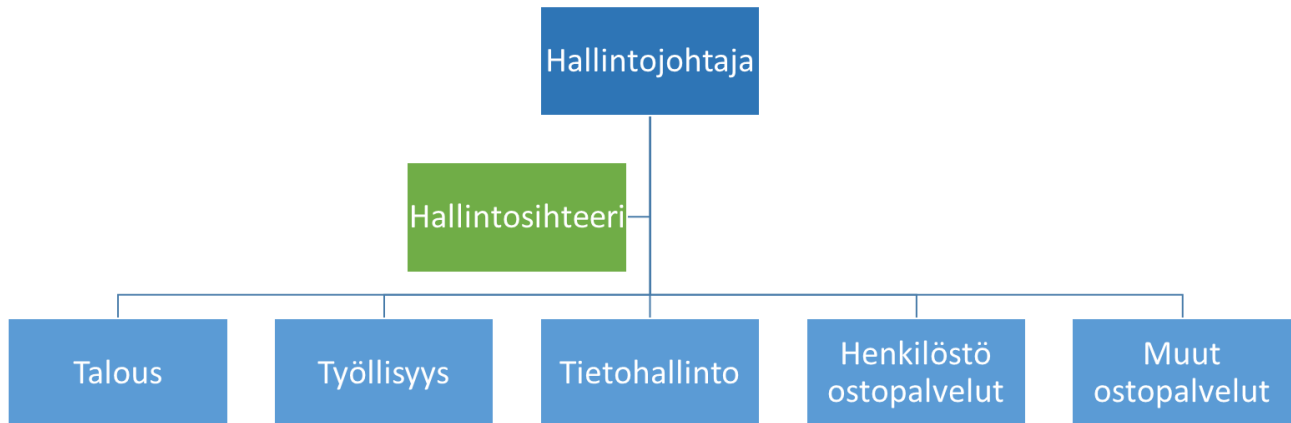 Hallintojohtaja
Hallintosihteeri
Talous
Työllisyys
Tietohallinto
Henkilöstö
ostopalvelut
Muut
ostopalvelut